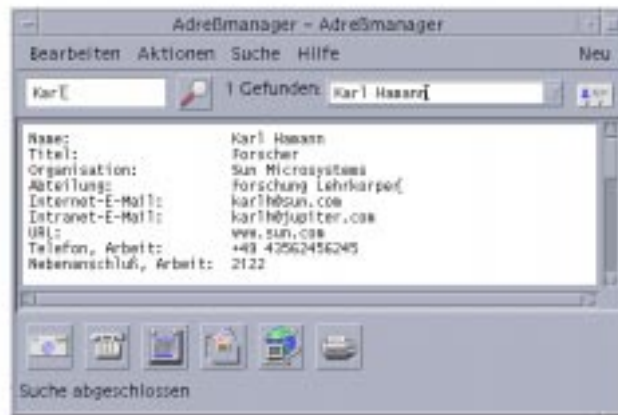 Adreßmanager - Adreßmanager
Bearbeiten Aktionen Suche Hilfe Neu
Karl 1 Gefunden: Karl Hamann
Name: Karl Hamann
Titel: Forscher
Organisation: Sun Microsystems
Abteilung: Forschung Lehrkorper
Internet-E-Mail: karlh@sun.com
Intranet-E-Mail: karlh@jupiter.com
URL: www.sun.com
Telefon, Arbeit: +49 43562456245
Nebenanschluß, Arbeit: 2122
Suche abgeschlossen